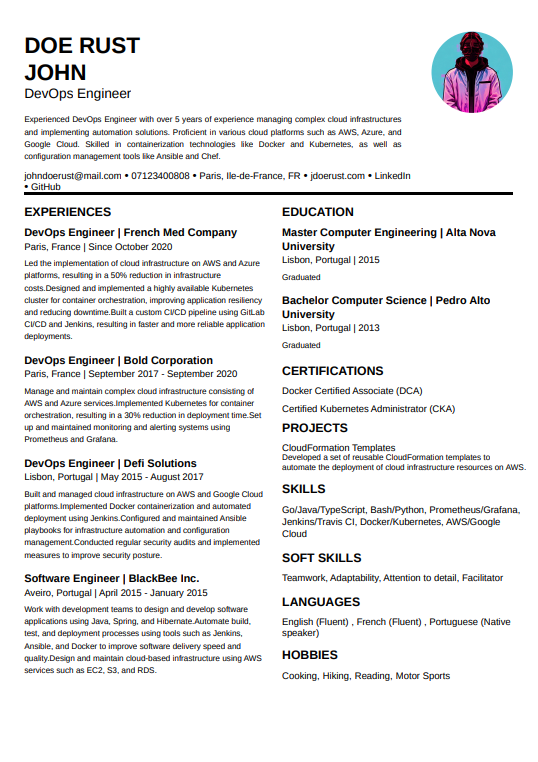 DOE RUST
JOHN
DevOps Engineer
Experienced DevOps Engineer with over 5 years of experience managing complex cloud infrastructures
and implementing automation solutions. Proficient in various cloud platforms such as AWS, Azure, and
Google Cloud. Skilled in containerization technologies like Docker and Kubernetes, as well as
configuration management tools like Ansible and Chef.
johndoerust@mail.com • 07123400808 • Paris, Ile-de-France, FR • jdoerust.com • LinkedIn
• GitHub
EXPERIENCES
DevOps Engineer | French Med Company
Paris, France | Since October 2020
Led the implementation of cloud infrastructure on AWS and Azure
platforms, resulting in a 50% reduction in infrastructure
costs.Designed and implemented a highly available Kubernetes
cluster for container orchestration, improving application resiliency
and reducing downtime.Built a custom CI/CD pipeline using GitLab
CI/CD and Jenkins, resulting in faster and more reliable application
deployments.
DevOps Engineer | Bold Corporation
Paris, France | September 2017 - September 2020
Manage and maintain complex cloud infrastructure consisting of
AWS and Azure services.Implemented Kubernetes for container
orchestration, resulting in a 30% reduction in deployment time.Set
up and maintained monitoring and alerting systems using
Prometheus and Grafana.
DevOps Engineer | Defi Solutions
Lisbon, Portugal | May 2015 - August 2017
Built and managed cloud infrastructure on AWS and Google Cloud
platforms.Implemented Docker containerization and automated
deployment using Jenkins.Configured and maintained Ansible
playbooks for infrastructure automation and configuration
management.Conducted regular security audits and implemented
measures to improve security posture.
Software Engineer | BlackBee Inc.
Aveiro, Portugal | April 2015 - January 2015
Work with development teams to design and develop software
applications using Java, Spring, and Hibernate.Automate build,
test, and deployment processes using tools such as Jenkins,
Ansible, and Docker to improve software delivery speed and
quality.Design and maintain cloud-based infrastructure using AWS
services such as EC2, S3, and RDS.
EDUCATION
Master Computer Engineering | Alta Nova
University
Lisbon, Portugal | 2015
Graduated
Bachelor Computer Science | Pedro Alto
University
Lisbon, Portugal | 2013
Graduated
CERTIFICATIONS
Docker Certified Associate (DCA)
Certified Kubernetes Administrator (CKA)
PROJECTS
CloudFormation Templates
Developed a set of reusable CloudFormation templates to
automate the deployment of cloud infrastructure resources on AWS.
SKILLS
Go/Java/TypeScript, Bash/Python, Prometheus/Grafana,
Jenkins/Travis CI, Docker/Kubernetes, AWS/Google
Cloud
SOFT SKILLS
Teamwork, Adaptability, Attention to detail, Facilitator
LANGUAGES
English (Fluent) , French (Fluent) , Portuguese (Native
speaker)
HOBBIES
Cooking, Hiking, Reading, Motor Sports